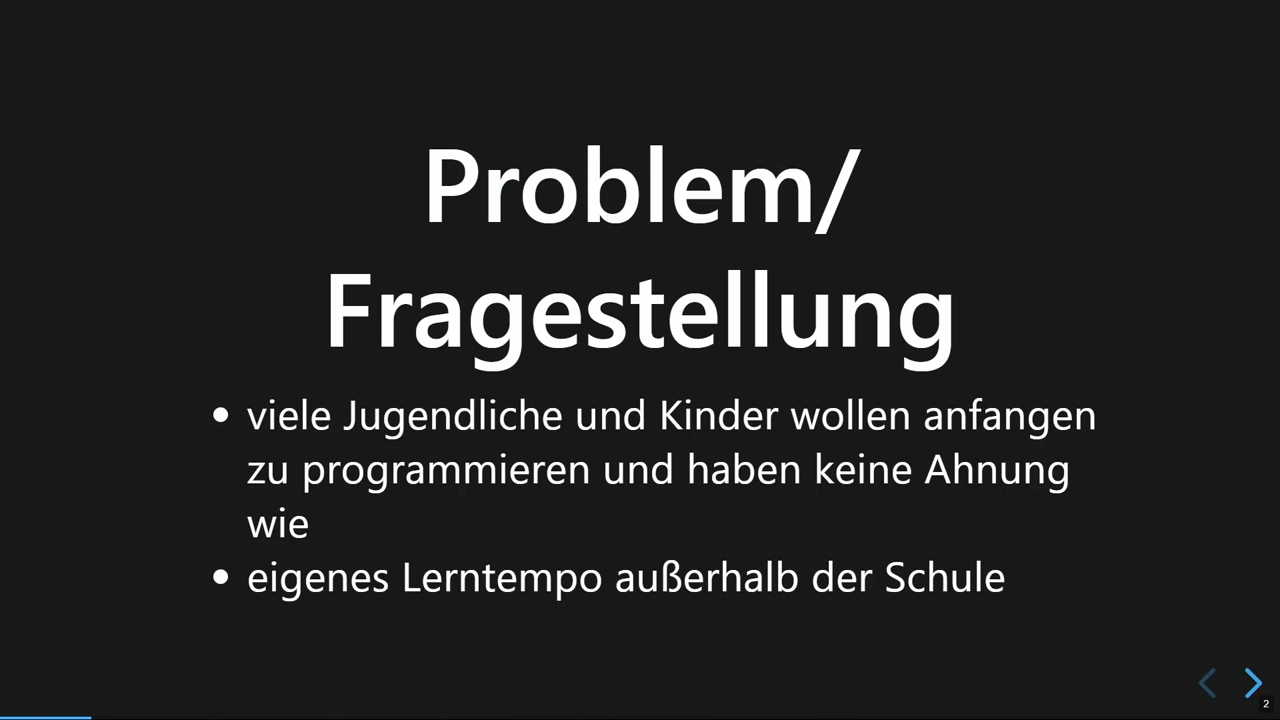 Problem/
Fragestellung
• viele Jugendliche und Kinder wollen anfangen
zu programmieren und haben keine Ahnung
wie
• eigenes Lerntempo außerhalb der Schule
2